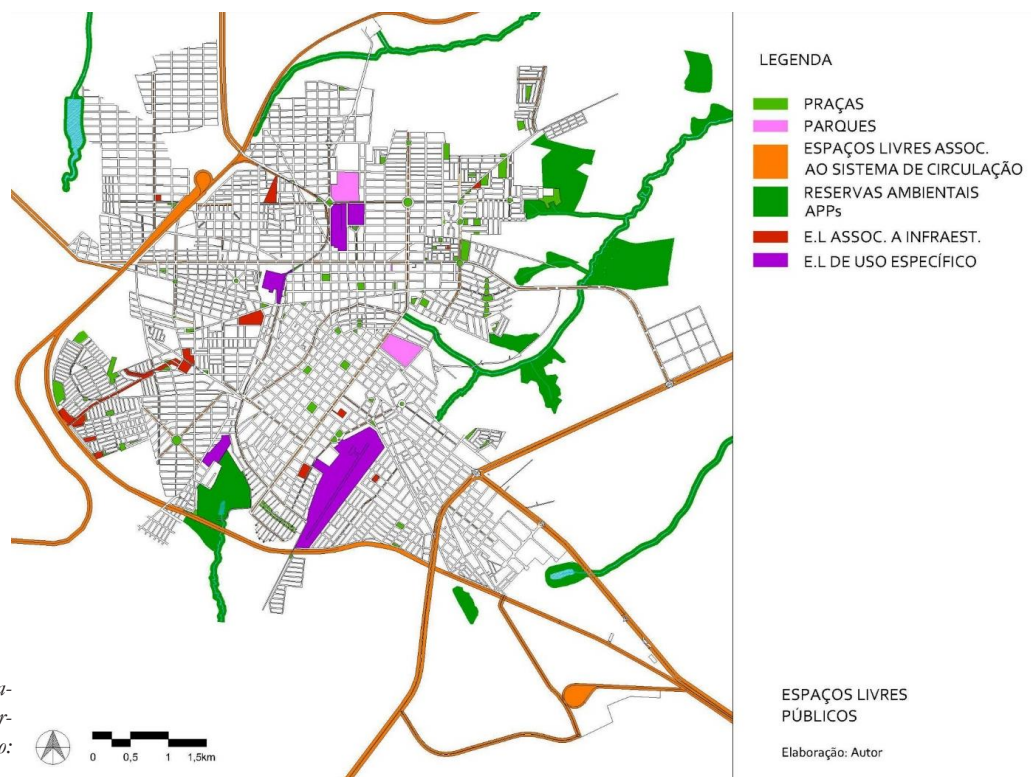 LEGENDA
PRAÇAS
PARQUES
ESPAÇOS LIVRES ASSOC.
AO SISTEMA DE CIRCULAÇÃO
RESERVAS AMBIENTAIS
APPs
E.L ASSOC. A INFRAEST.
E.L DE USO ESPECÍFICO
a-
r-
o:
0 0,5 1 1,5km
ESPAÇOS LIVRES
PÚBLICOS
Elaboração: Autor